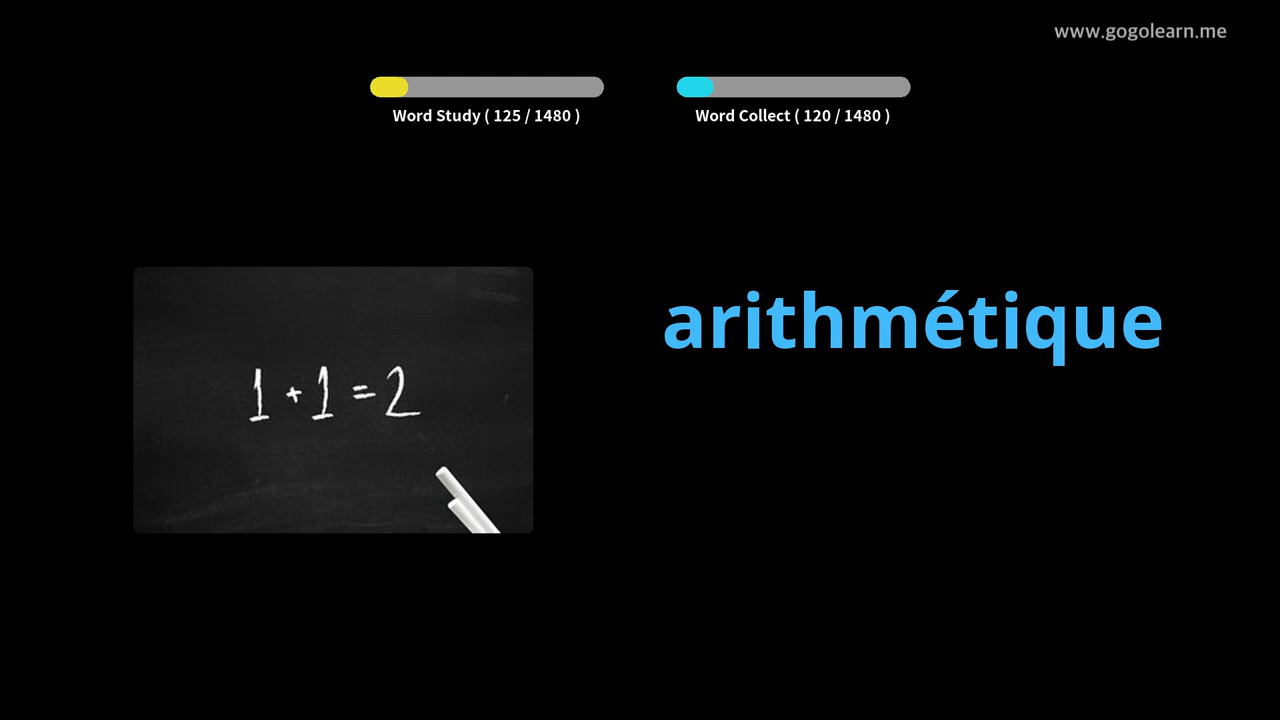 www.gogolearn.me
Word Study ( 125 / 1480 )
Word Collect ( 120 / 1480 )
arithmétique
1 + 1 = 2